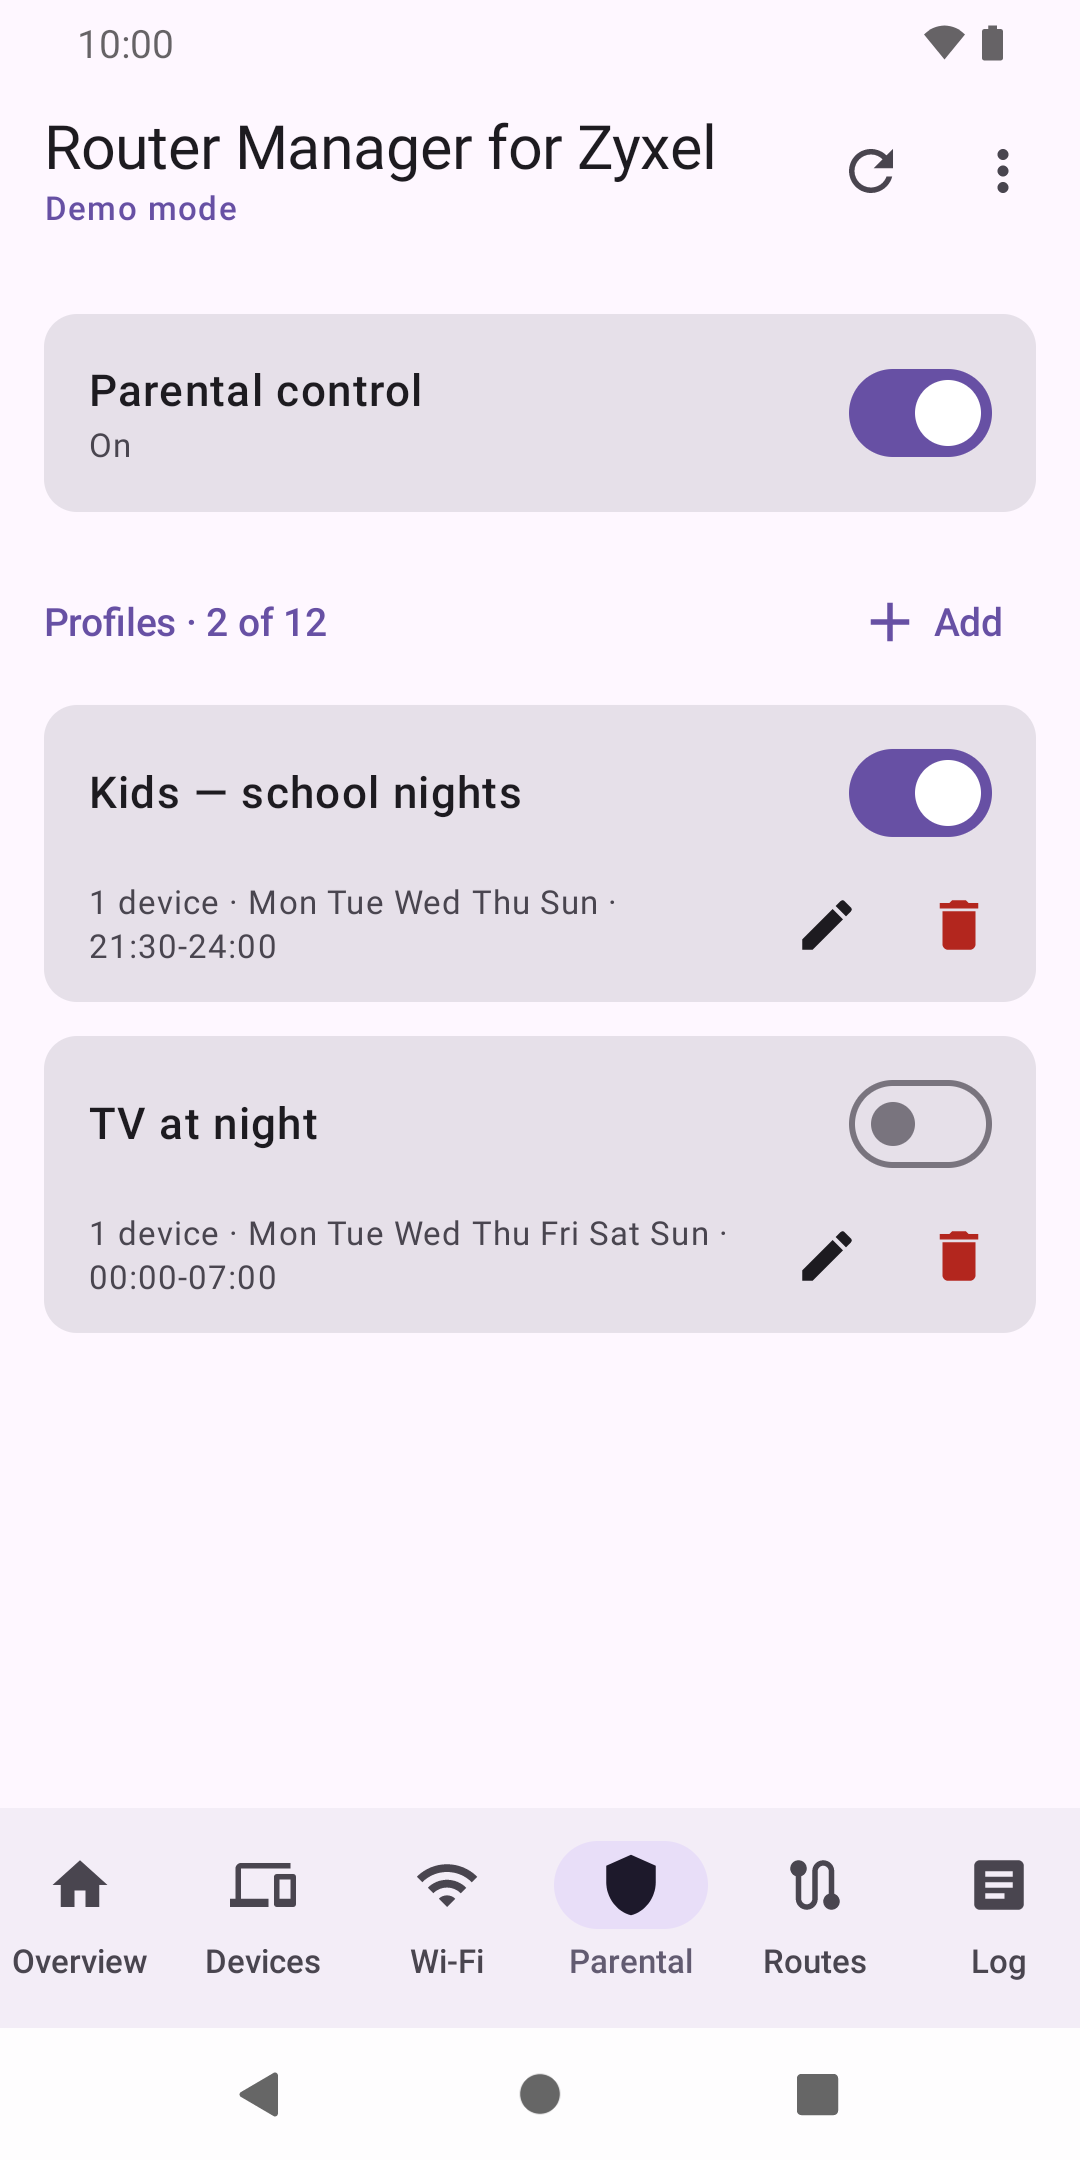 10:00
Router Manager for Zyxel
Demo mode
Parental control
On
Profiles · 2 of 12
Add
Kids — school nights
1 device · Mon Tue Wed Thu Sun ·
21:30-24:00
TV at night
1 device · Mon Tue Wed Thu Fri Sat Sun ·
00:00-07:00
Overview
Devices
Wi-Fi
Parental
Routes
Log